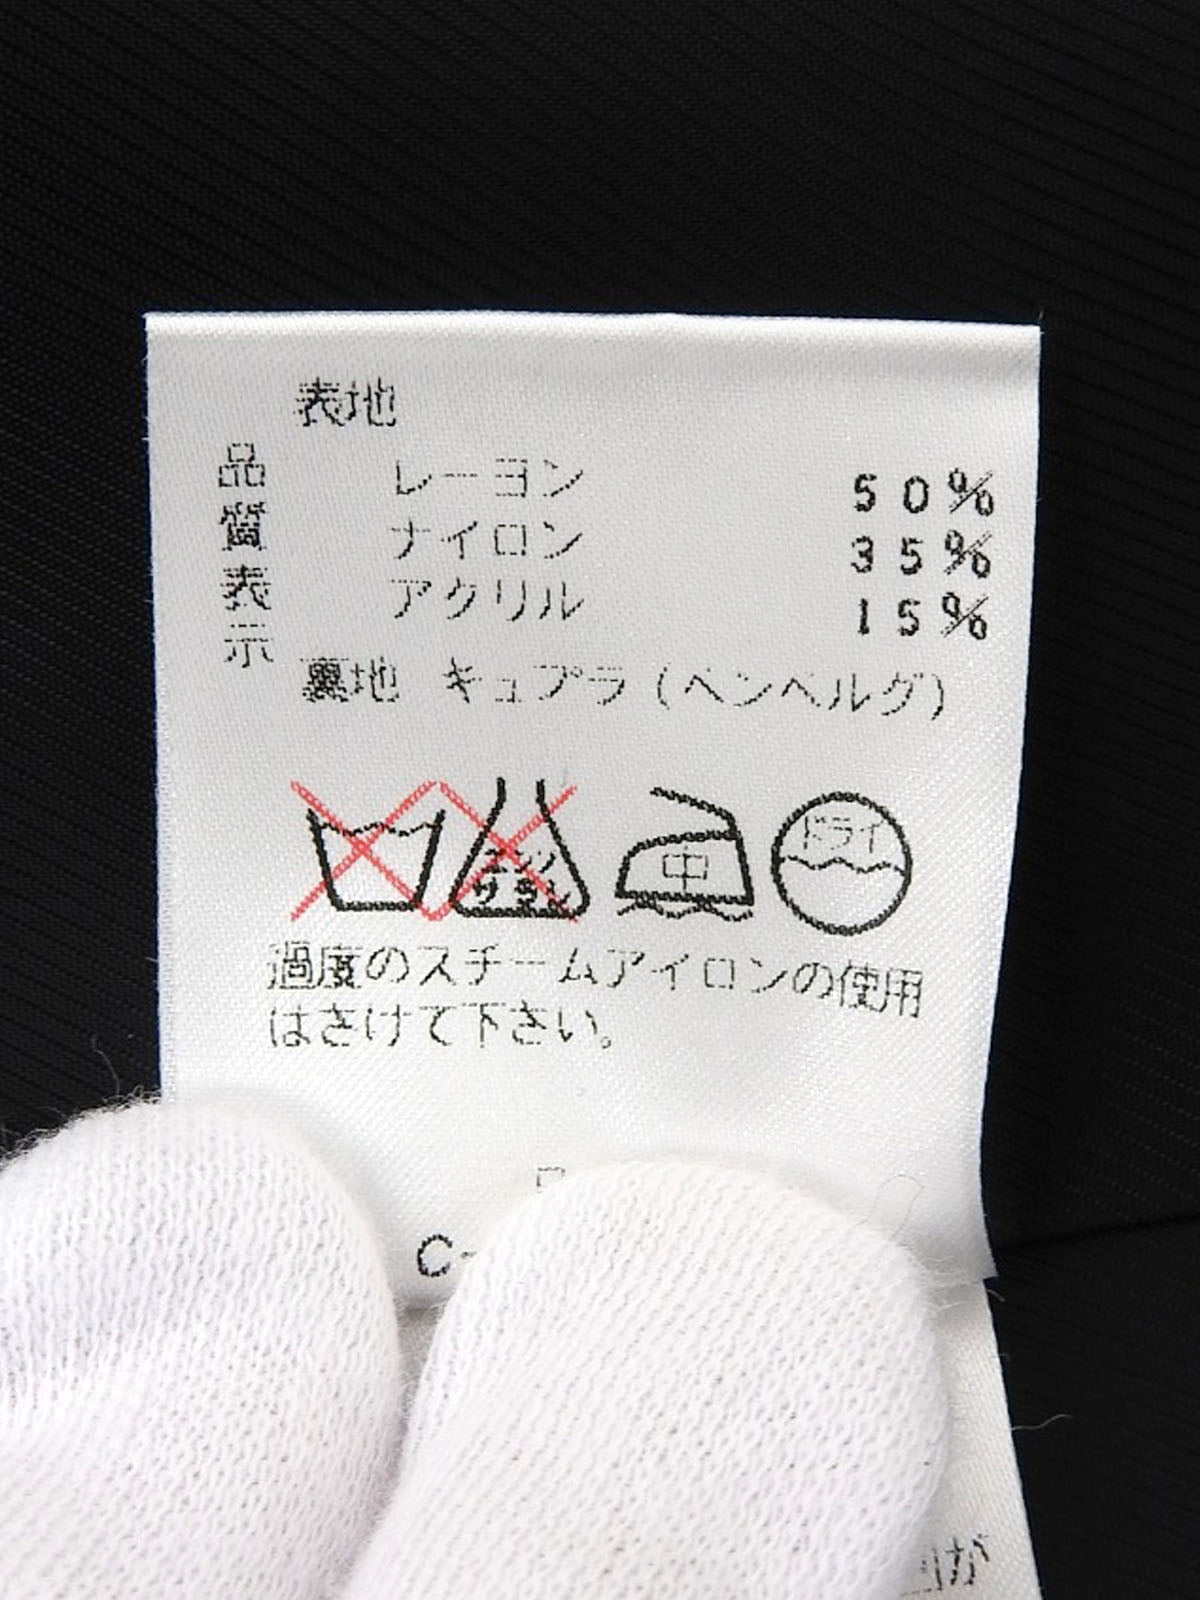 品質表示
表地
レーヨン 50%
ナイロン 35%
アクリル 15%
裏地 キュプラ(ベンベルグ)
エンソ
サラシ
中
ドライ
過度のスチームアイロンの使用
はさけて下さい。
C-
が